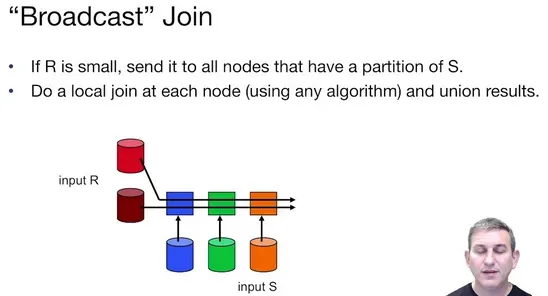 “Broadcast” Join
• If R is small, send it to all nodes that have a partition of S.
• Do a local join at each node (using any algorithm) and union results.
input R
input S